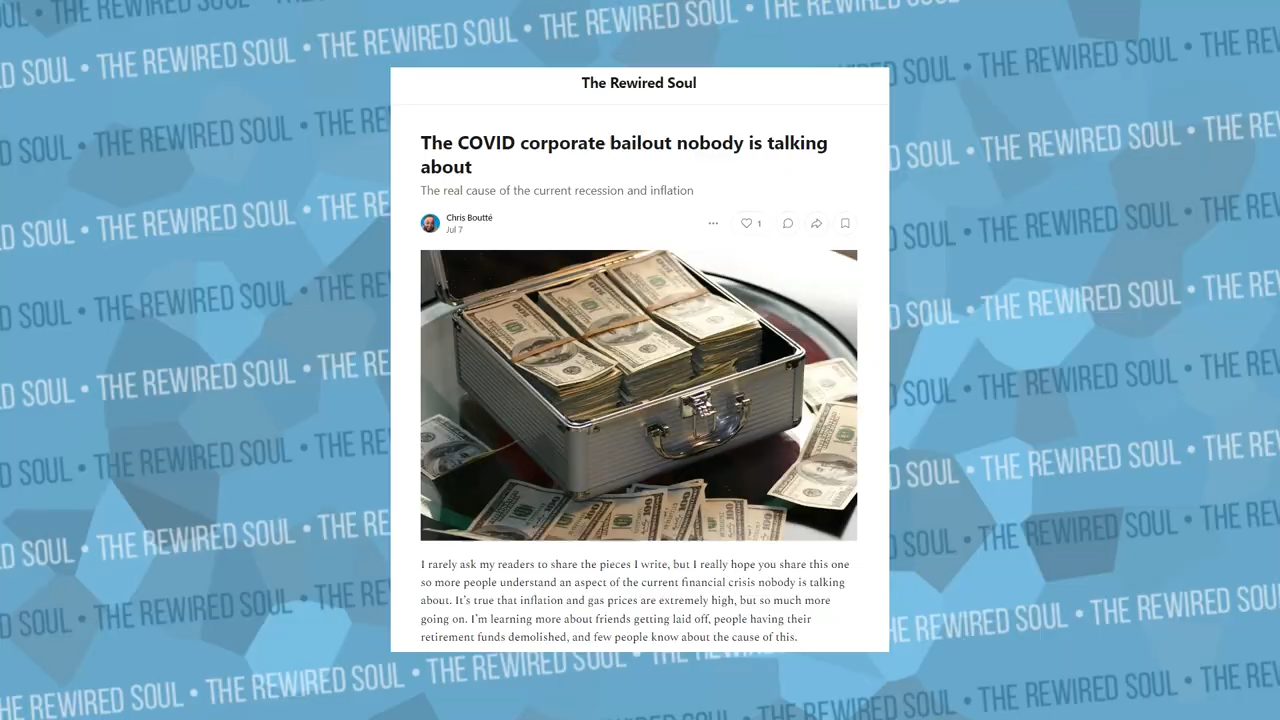 THE REWIRED SOUL • THE REWIRED SOUL • THE REWIRED SOUL • THE REWIRED SOUL
The Rewired Soul
The COVID corporate bailout nobody is talking
about
The real cause of the current recession and inflation
Chris Boutté
Jul 7
1
I rarely ask my readers to share the pieces I write, but I really hope you share this one
so more people understand an aspect of the current financial crisis nobody is talking
about. It's true that inflation and gas prices are extremely high, but so much more
going on. I'm learning more about friends getting laid off, people having their
retirement funds demolished, and few people know about the cause of this.